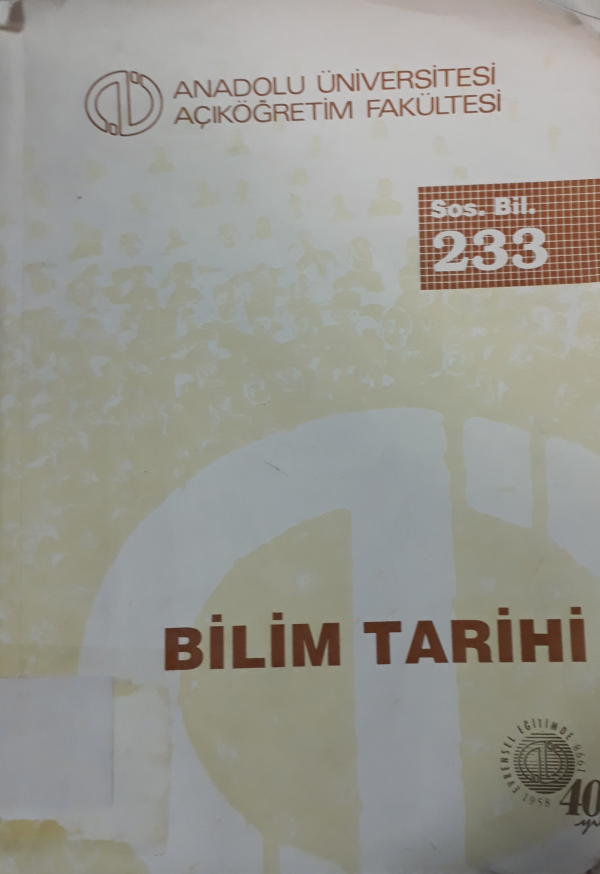 ANADOLU ÜNİVERSİTESİ
AÇIKÖĞRETİM FAKÜLTESİ
Sos. Bil.
233
BİLİM TARİHİ
EVRENSEL EĞİTİMDE
1958
1998
40